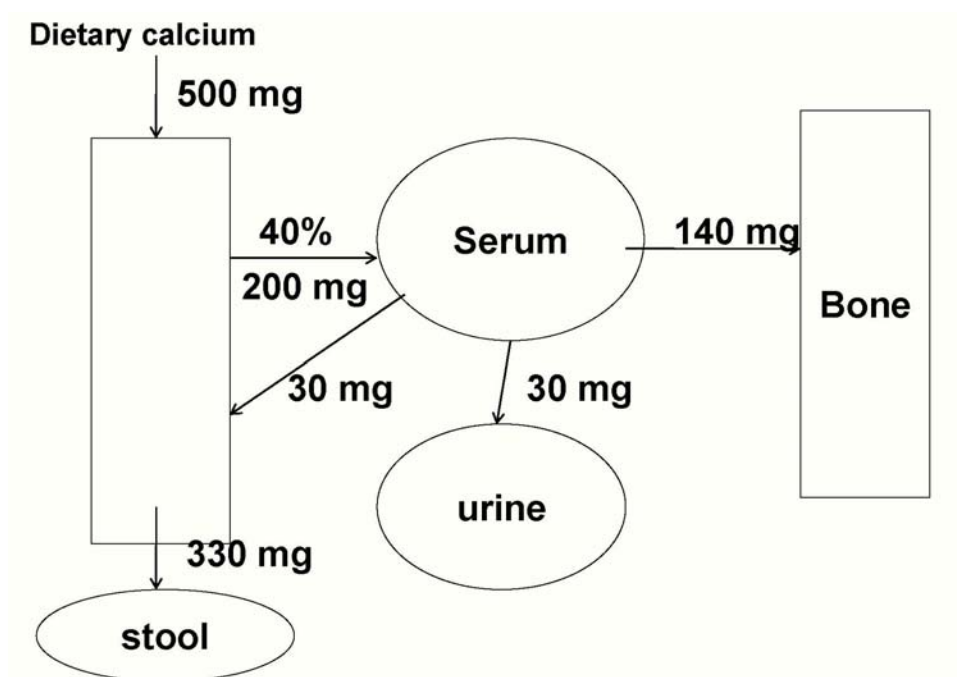 Dietary calcium
500 mg
40%
200 mg
Serum
140 mg
Bone
30 mg
30 mg
urine
330 mg
stool